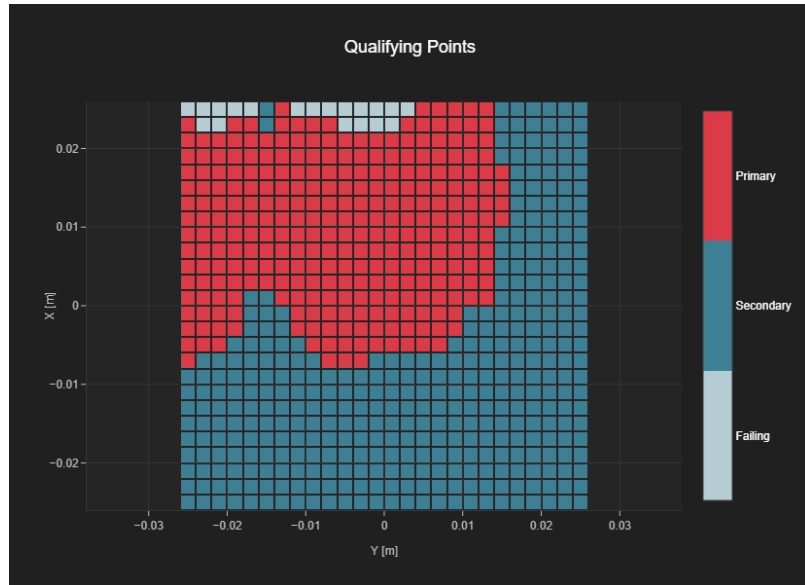 Qualifying Points
0.02
0.01
0
−0.01
−0.02
X [m]
−0.03
−0.02
−0.01
0
0.01
0.02
0.03
Y [m]
Primary
Secondary
Failing